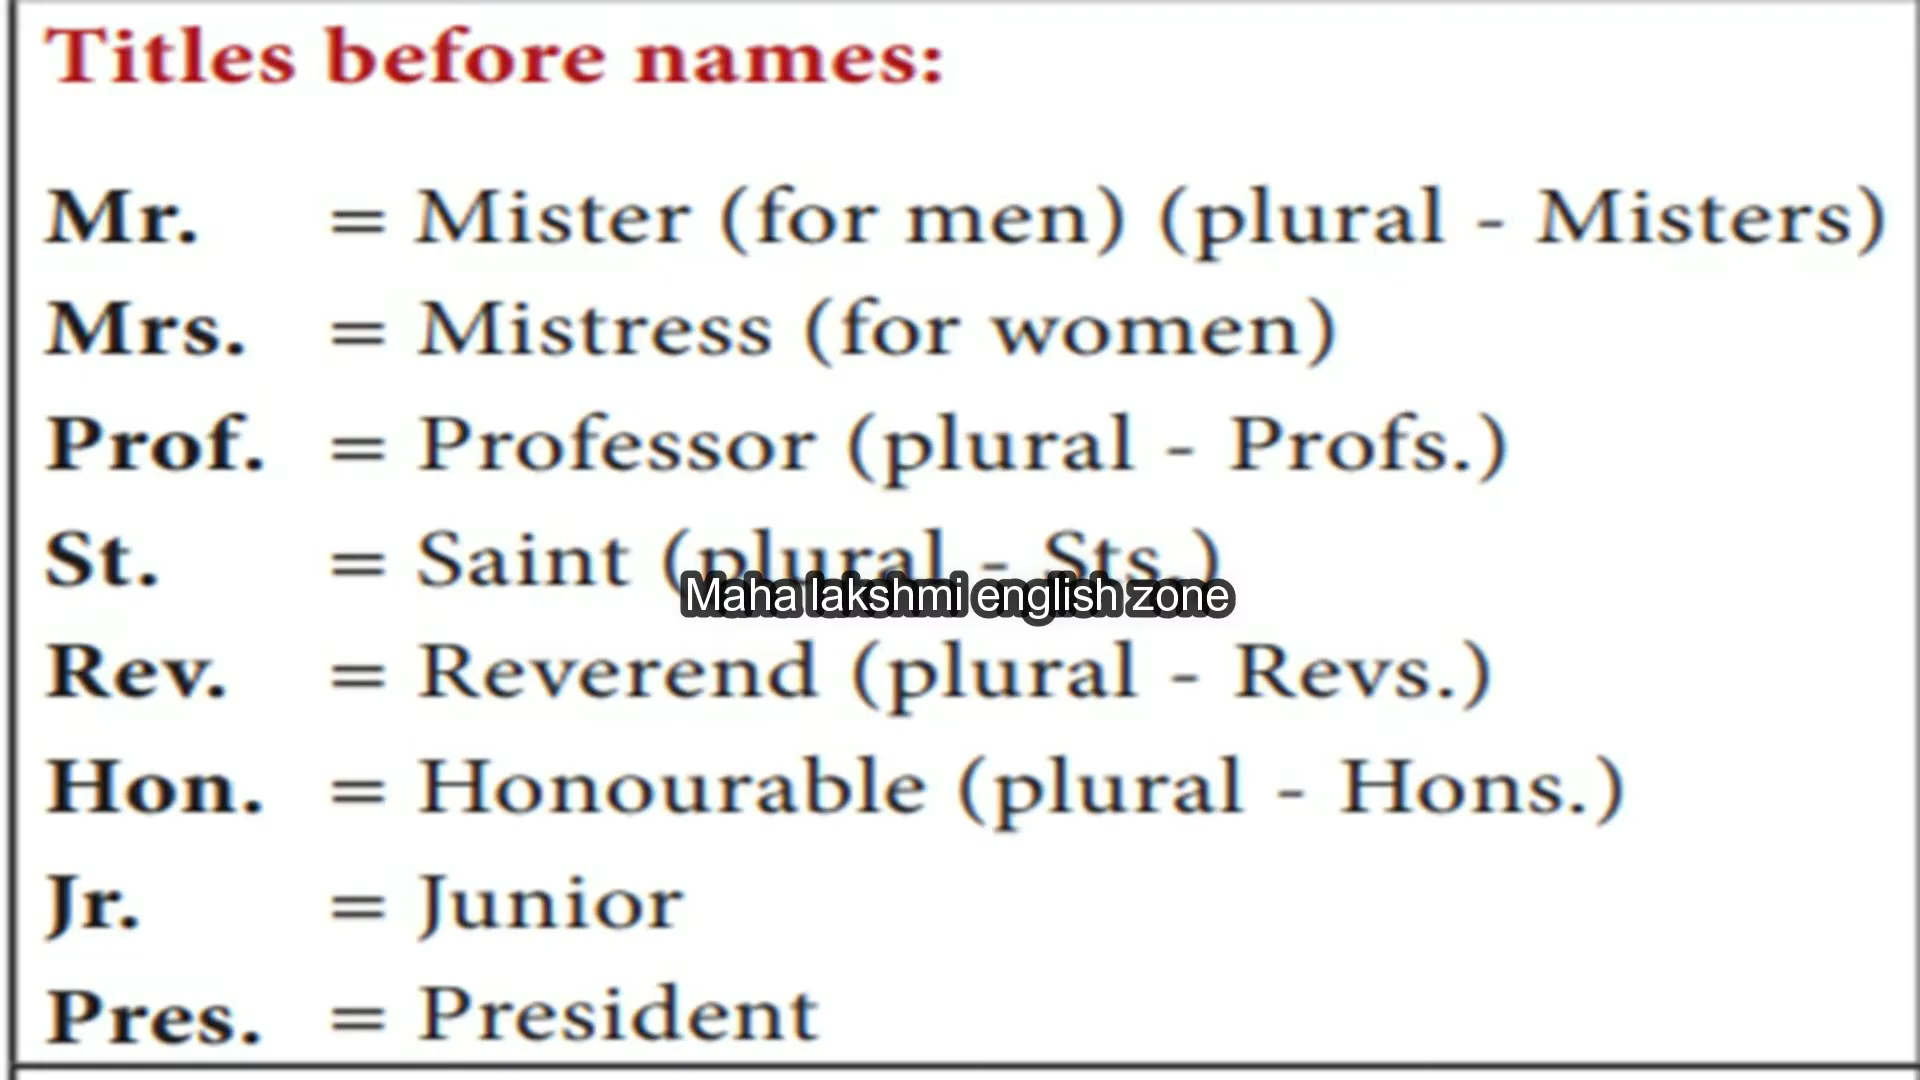 Titles before names:
Mr. = Mister (for men) (plural - Misters)
Mrs. = Mistress (for women)
Prof. = Professor (plural - Profs.)
St. = Saint (plural - Sts.)
Maha lakshmi english zone
Rev. = Reverend (plural - Revs.)
Hon. = Honourable (plural - Hons.)
Jr. = Junior
Pres. = President